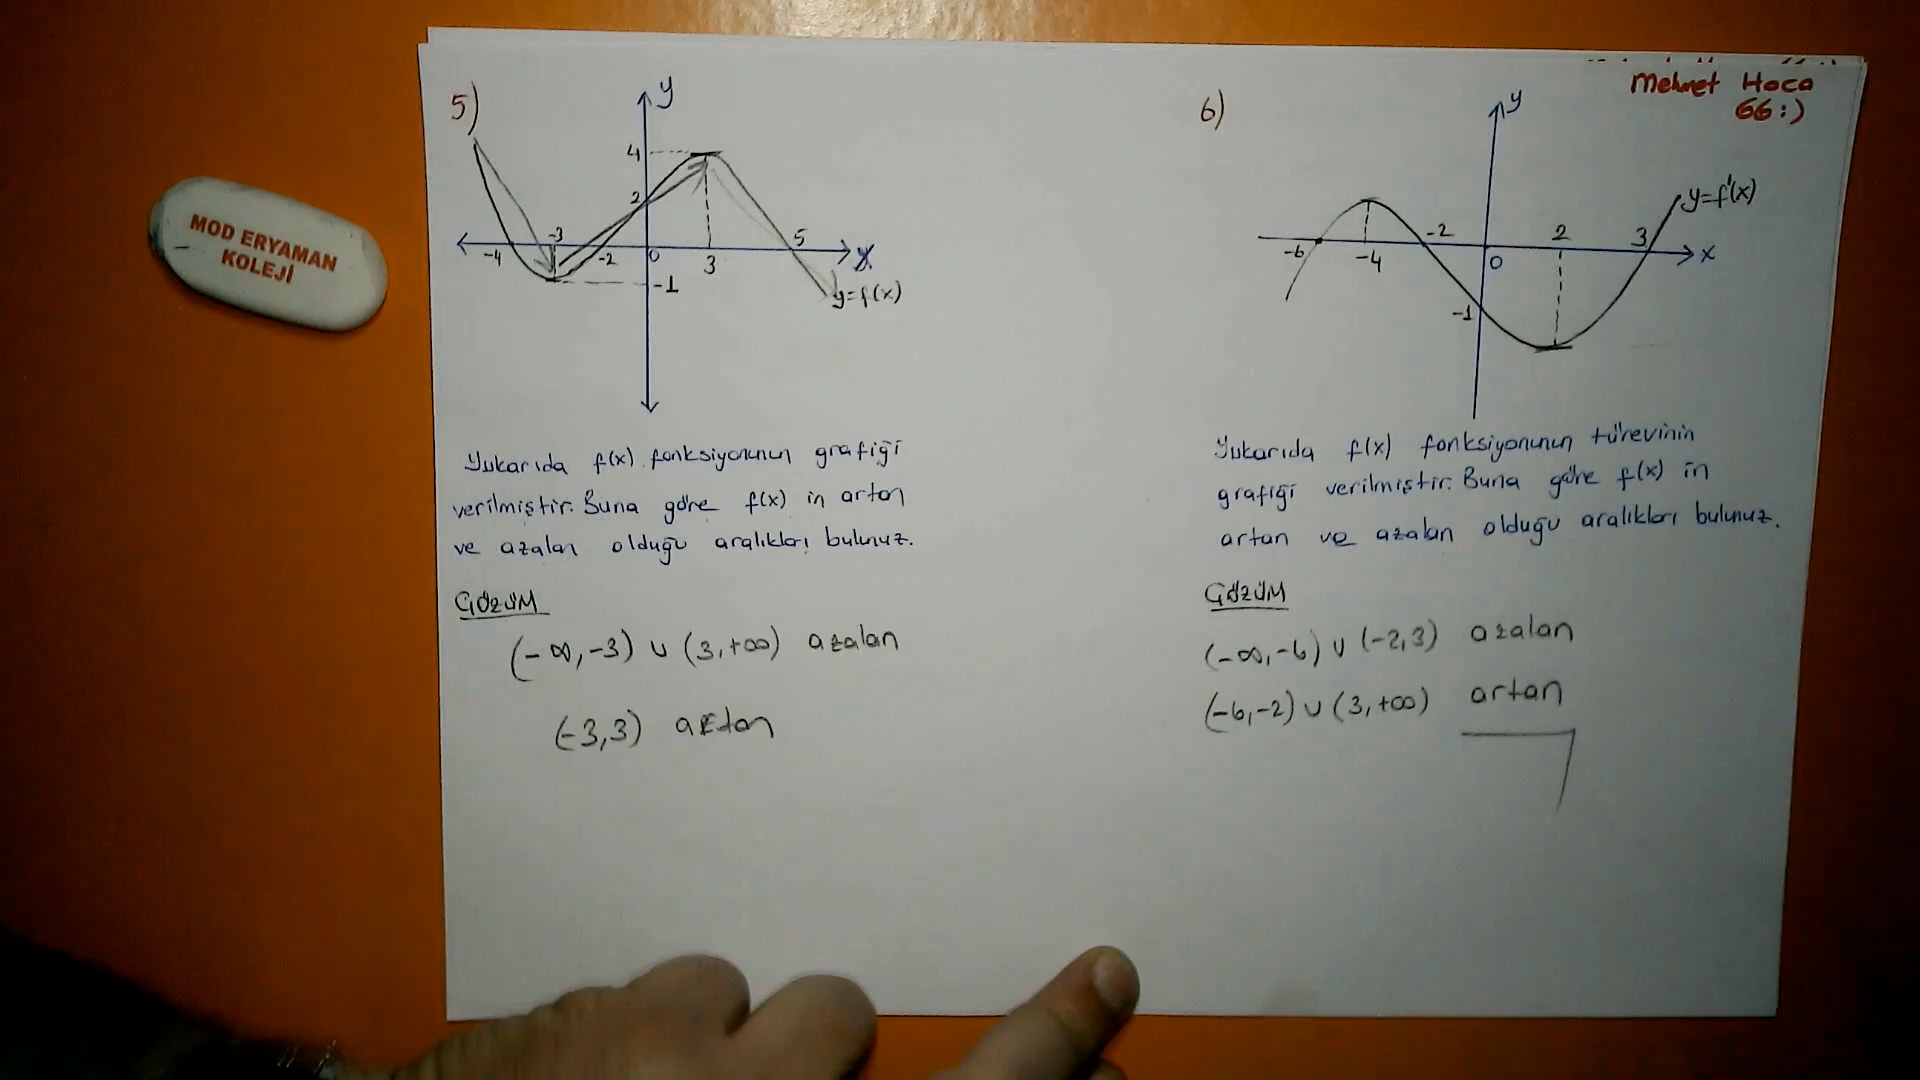 MOD ERYAMAN
KOLEJİ
Mehmet Hoca
66:)
5)
y
4
2
-3
5
-4
-2
0
3
x
-1
y=f(x)
Yukarıda f(x) fonksiyonunun grafiği
verilmiştir. Buna göre f(x) in artan
ve azalan olduğu aralıkları bulunuz.
ÇÖZÜM
(-∞,-3) ∪ (3,+∞) azalan
(-3,3) artan
6)
y
y=f'(x)
-2
2
3
-6
-4
0
x
-1
Yukarıda f(x) fonksiyonunun türevinin
grafiği verilmiştir. Buna göre f(x) in
artan ve azalan olduğu aralıkları bulunuz.
ÇÖZÜM
(-∞,-6) ∪ (-2,3) azalan
(-6,-2) ∪ (3,+∞) artan